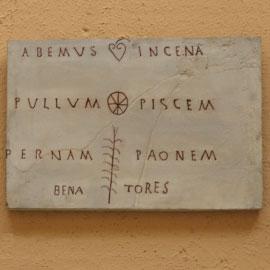 ABEMUS INCENA
PULLUM PISCEM
PERNAM PAONEM
BENA TORES